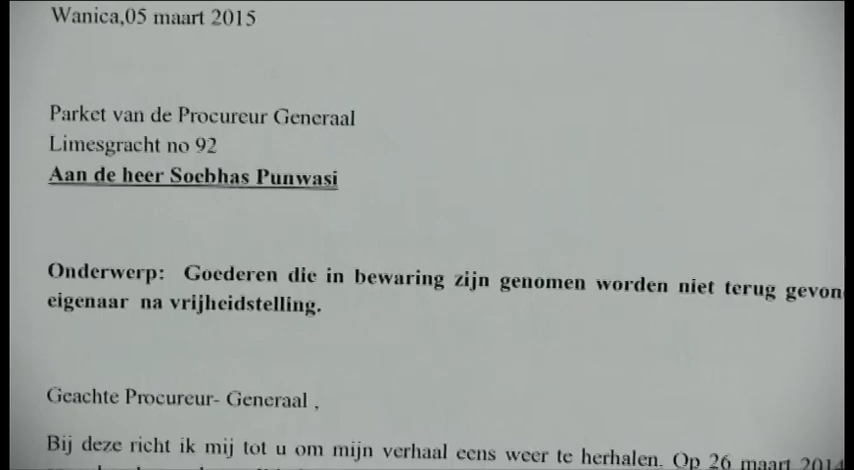 Wanica,05 maart 2015
Parket van de Procureur Generaal
Limesgracht no 92
Aan de heer Soebhas Punwasi
Onderwerp: Goederen die in bewaring zijn genomen worden niet terug gevon
eigenaar na vrijheidstelling.
Geachte Procureur- Generaal ,
Bij deze richt ik mij tot u om mijn verhaal eens weer te herhalen. Op 26 maart 2014